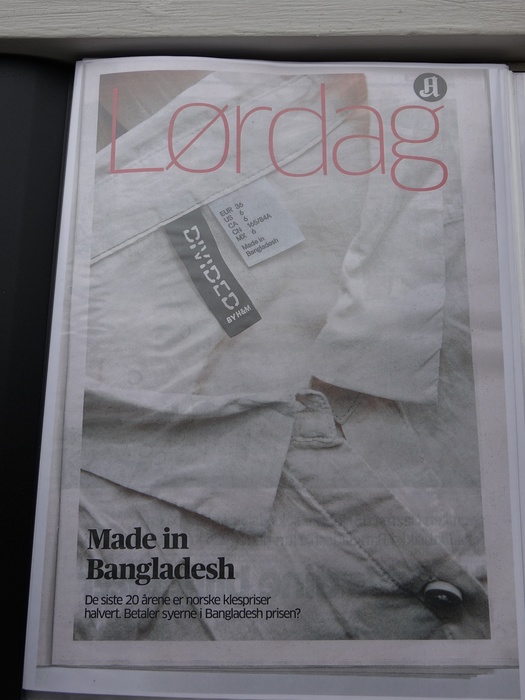 Lørdag
A
EUR 36
US 6
CA 6
CN 165/84A
MX 6
Made in
Bangladesh
DIVIDED
BY H&M
Made in
Bangladesh
De siste 20 årene er norske klespriser
halvert. Betaler syerne i Bangladesh prisen?